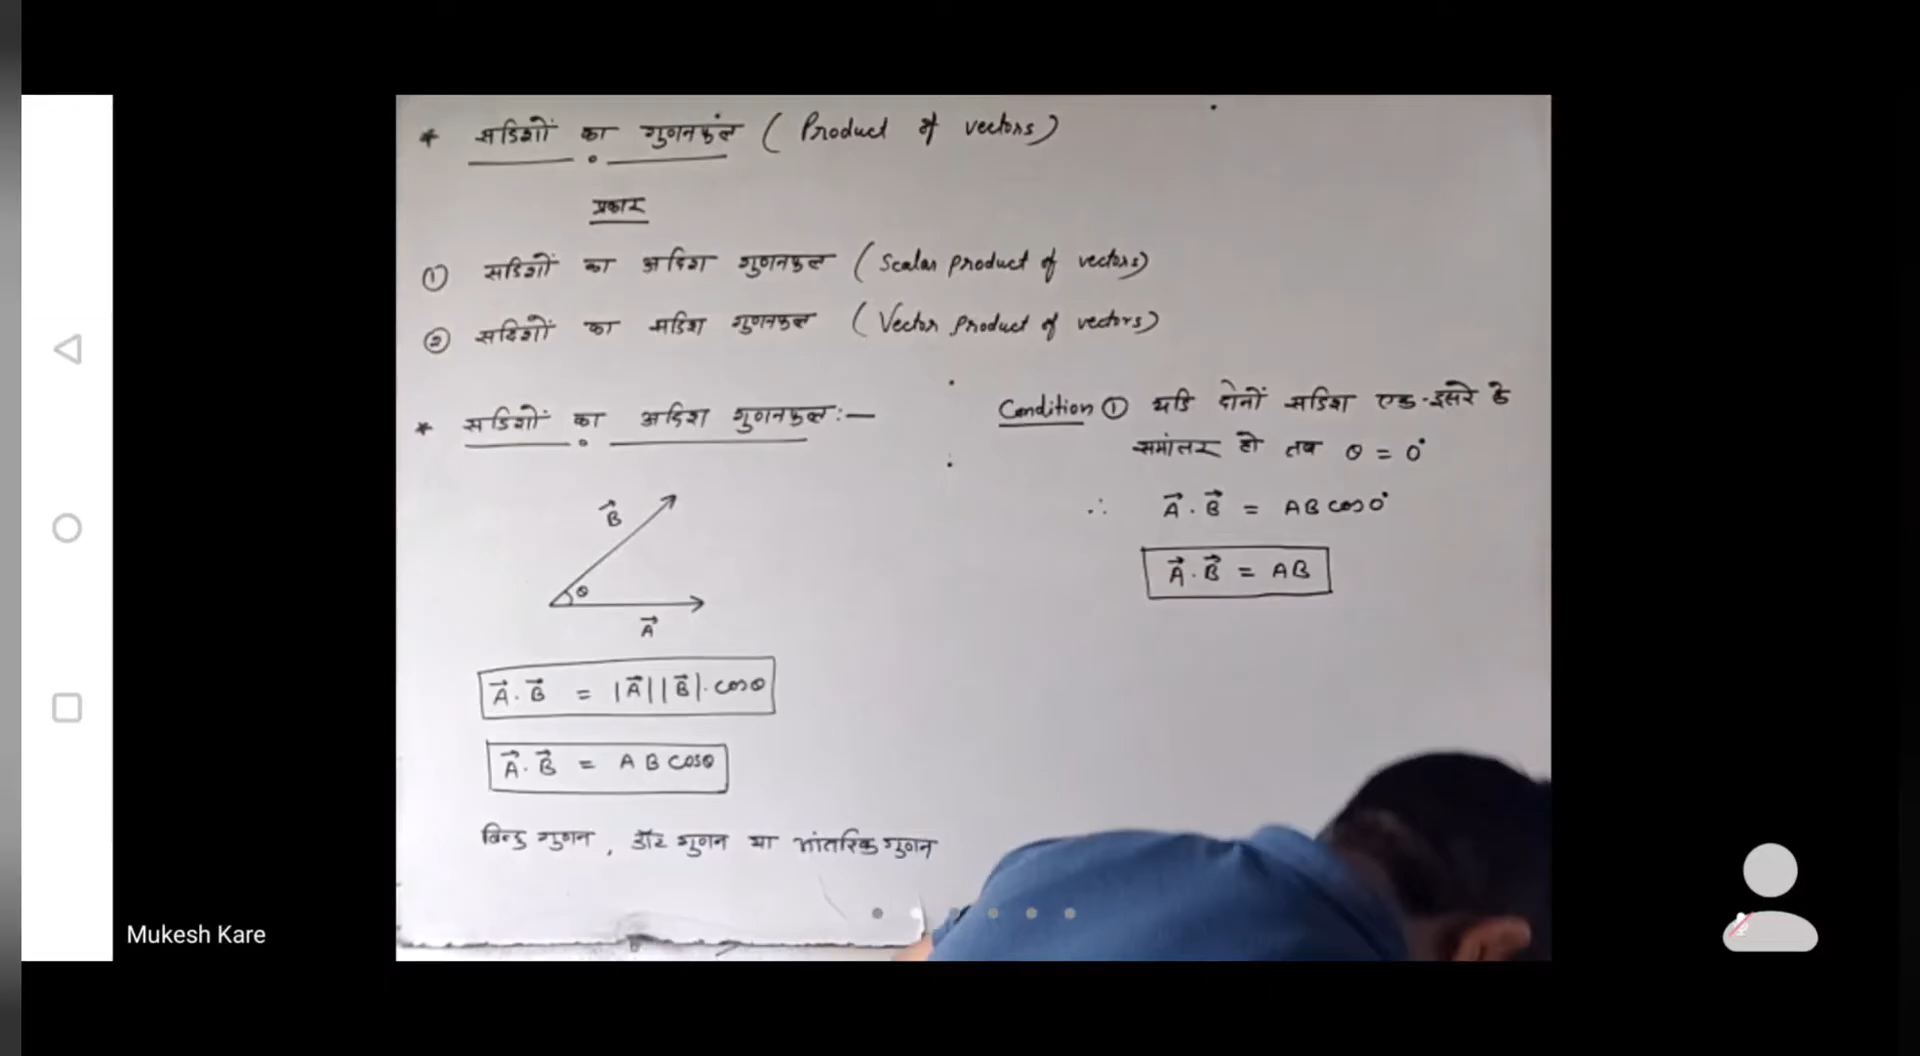 * सदिशों का गुणनफल ( Product of vectors )
प्रकार
① सदिशों का अदिश गुणनफल ( Scalar product of vectors )
② सदिशों का सदिश गुणनफल ( Vector product of vectors )
* सदिशों का अदिश गुणनफल :—
B⃗
θ
A⃗
A⃗ . B⃗ = |A⃗| |B⃗| . cosθ
A⃗ . B⃗ = A B cosθ
बिन्दु गुणन , डॉट गुणन या आंतरिक गुणन
Condition ① यदि दोनों सदिश एक-दूसरे के
समांतर हो तब θ = 0°
∴ A⃗ . B⃗ = AB cos0°
A⃗ . B⃗ = AB
Mukesh Kare